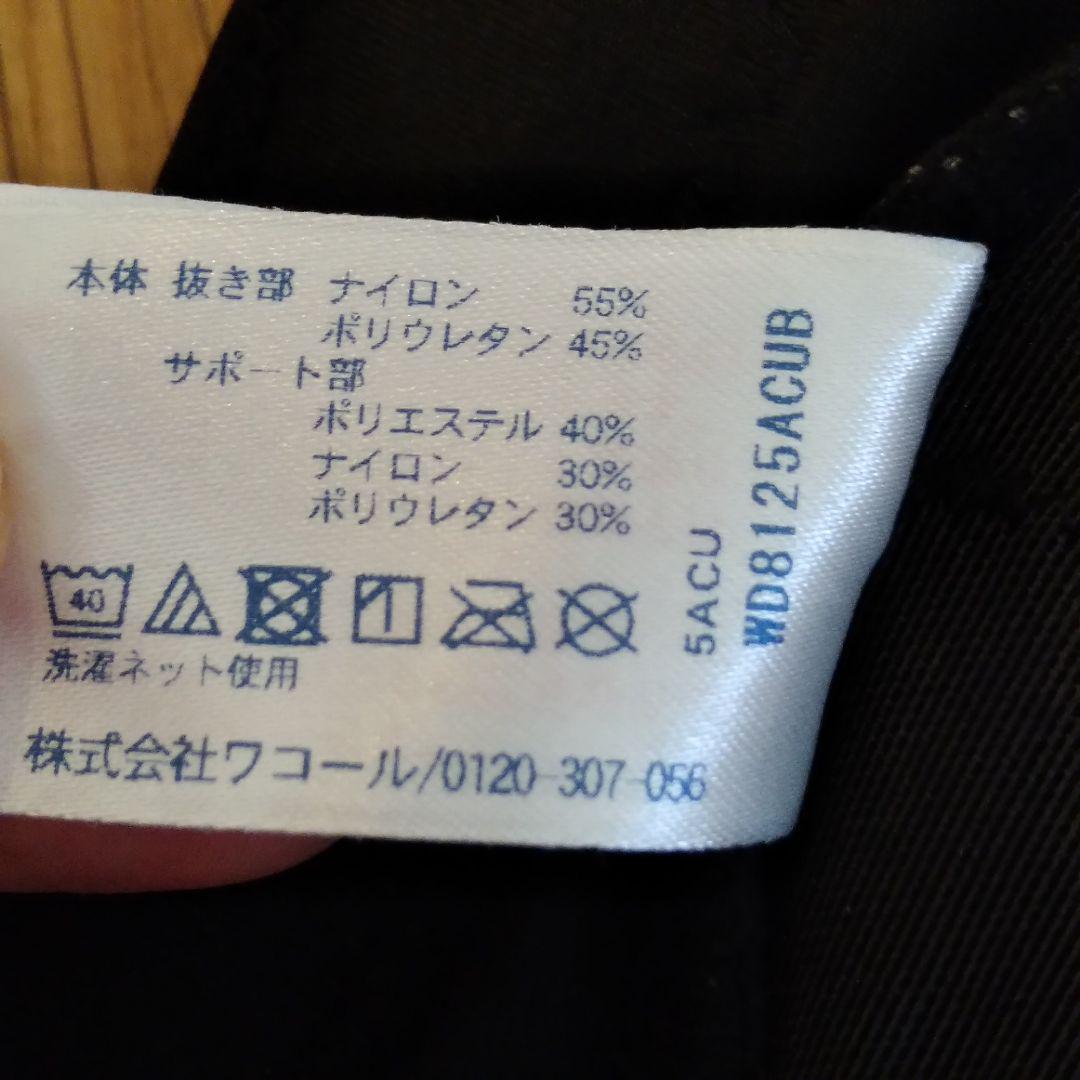 本体 抜き部 ナイロン 55%
ポリウレタン 45%
サポート部
ポリエステル 40%
ナイロン 30%
ポリウレタン 30%
40
洗濯ネット使用
株式会社ワコール/0120-307-056
5ACU
WD8125ACUB